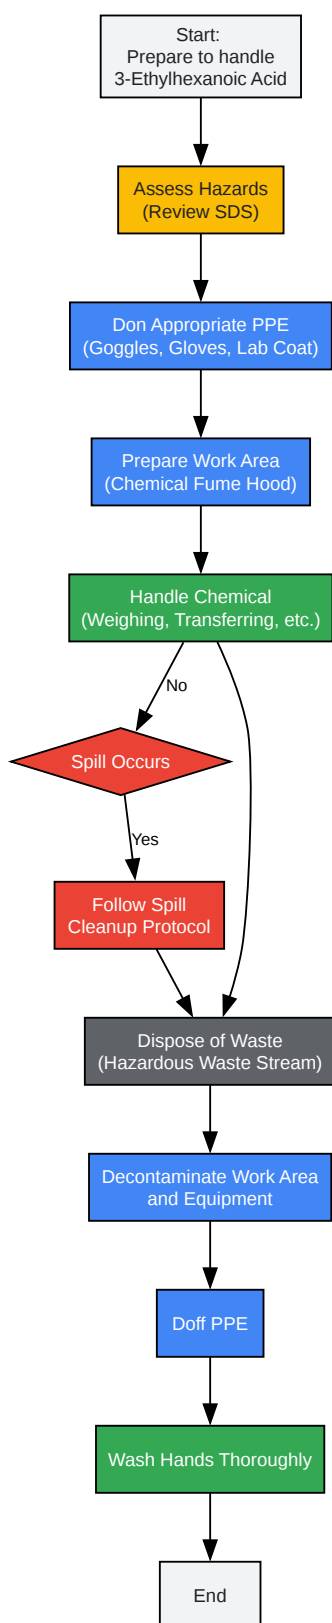 Start:
Prepare to handle
3-Ethylhexanoic Acid
Assess Hazards
(Review SDS)
Don Appropriate PPE
(Goggles, Gloves, Lab Coat)
Prepare Work Area
(Chemical Fume Hood)
Handle Chemical
(Weighing, Transferring, etc.)
No
Spill Occurs
Yes
Follow Spill
Cleanup Protocol
Dispose of Waste
(Hazardous Waste Stream)
Decontaminate Work Area
and Equipment
Doff PPE
Wash Hands Thoroughly
End